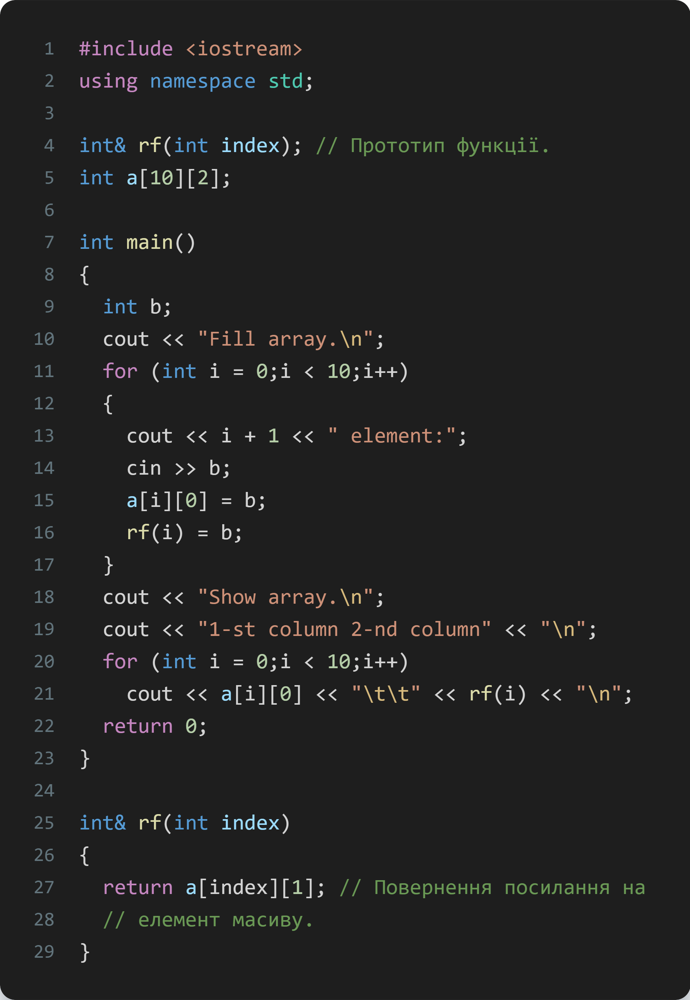 1 #include <iostream>
2 using namespace std;
3
4 int& rf(int index); // Прототип функції.
5 int a[10][2];
6
7 int main()
8 {
9   int b;
10   cout << "Fill array.\n";
11   for (int i = 0;i < 10;i++)
12   {
13     cout << i + 1 << " element:";
14     cin >> b;
15     a[i][0] = b;
16     rf(i) = b;
17   }
18   cout << "Show array.\n";
19   cout << "1-st column 2-nd column" << "\n";
20   for (int i = 0;i < 10;i++)
21     cout << a[i][0] << "\t\t" << rf(i) << "\n";
22   return 0;
23 }
24
25 int& rf(int index)
26 {
27   return a[index][1]; // Повернення посилання на
28   // елемент масиву.
29 }